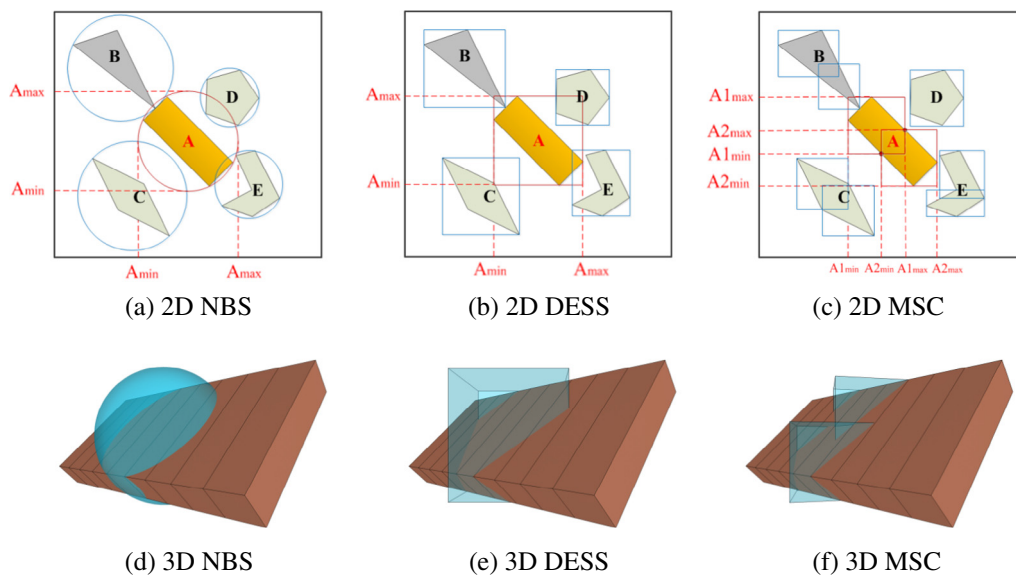 B
D
A
C
E
Amax
Amin
Amin
Amax
(a) 2D NBS
B
D
A
C
E
Amax
Amin
Amin
Amax
(b) 2D DESS
B
D
A
C
E
A1max
A2max
A1min
A2min
A1min A2min A1max A2max
(c) 2D MSC
(d) 3D NBS
(e) 3D DESS
(f) 3D MSC